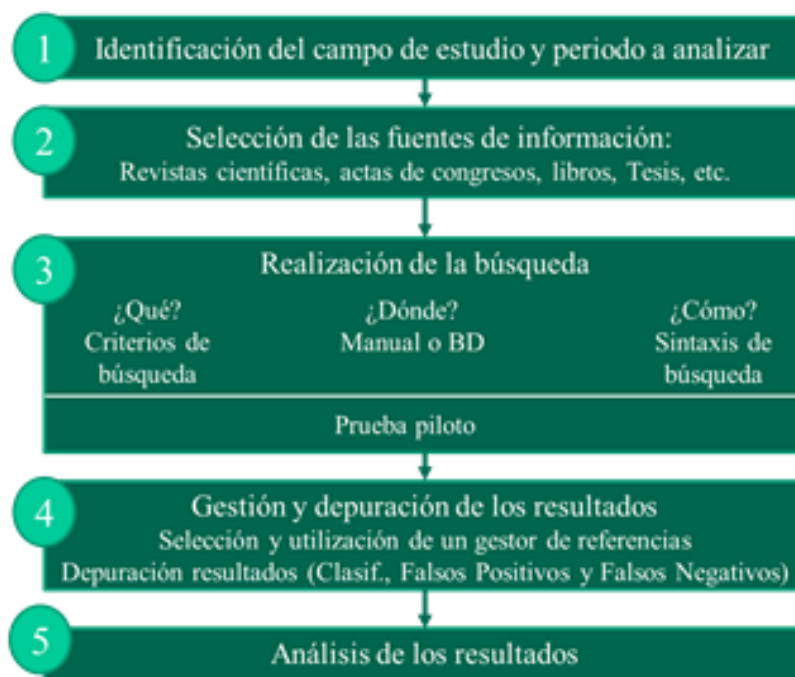 1
Identificación del campo de estudio y periodo a analizar
2
Selección de las fuentes de información:
Revistas científicas, actas de congresos, libros, Tesis, etc.
3
Realización de la búsqueda
¿Qué?
Criterios de
búsqueda
¿Dónde?
Manual o BD
¿Cómo?
Sintaxis de
búsqueda
Prueba piloto
4
Gestión y depuración de los resultados
Selección y utilización de un gestor de referencias
Depuración resultados (Clasif., Falsos Positivos y Falsos Negativos)
5
Análisis de los resultados